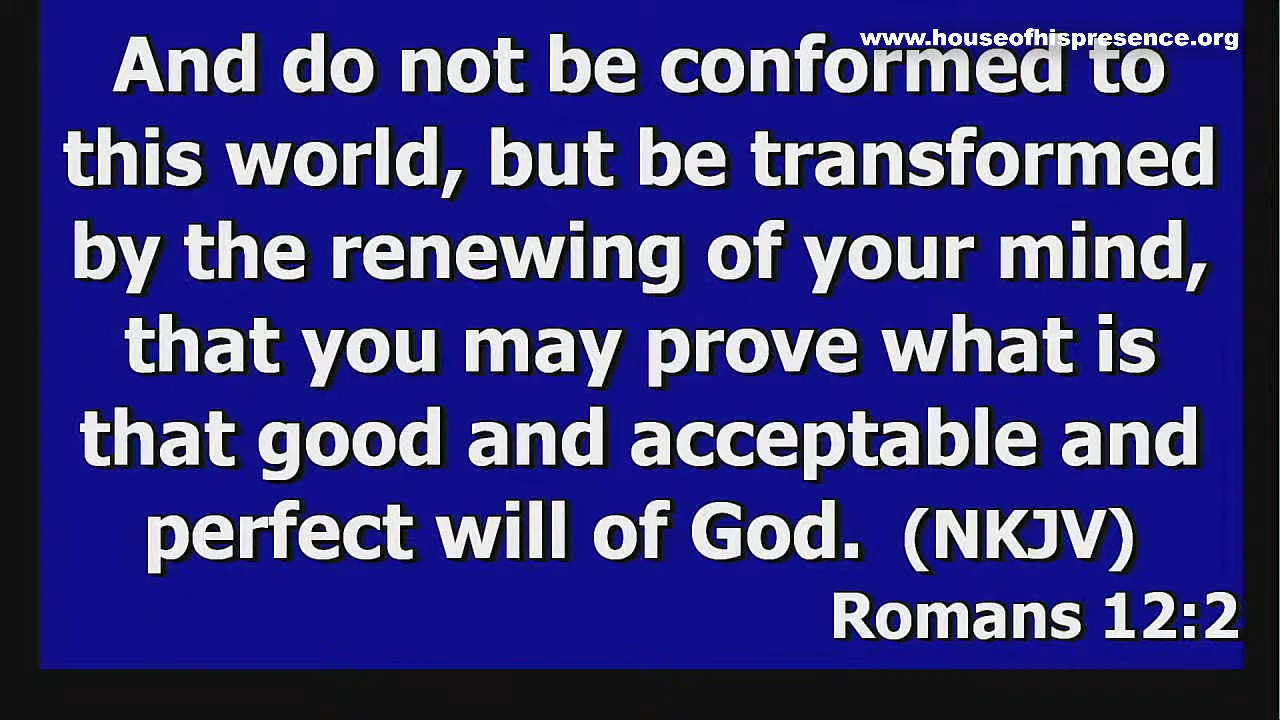 www.houseofhispresence.org
And do not be conformed to
this world, but be transformed
by the renewing of your mind,
that you may prove what is
that good and acceptable and
perfect will of God. (NKJV)
Romans 12:2